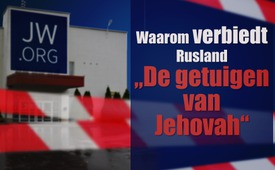 JW
.ORG
Waarom verbiedt
Rusland
„De getuigen
van
Jehovah“